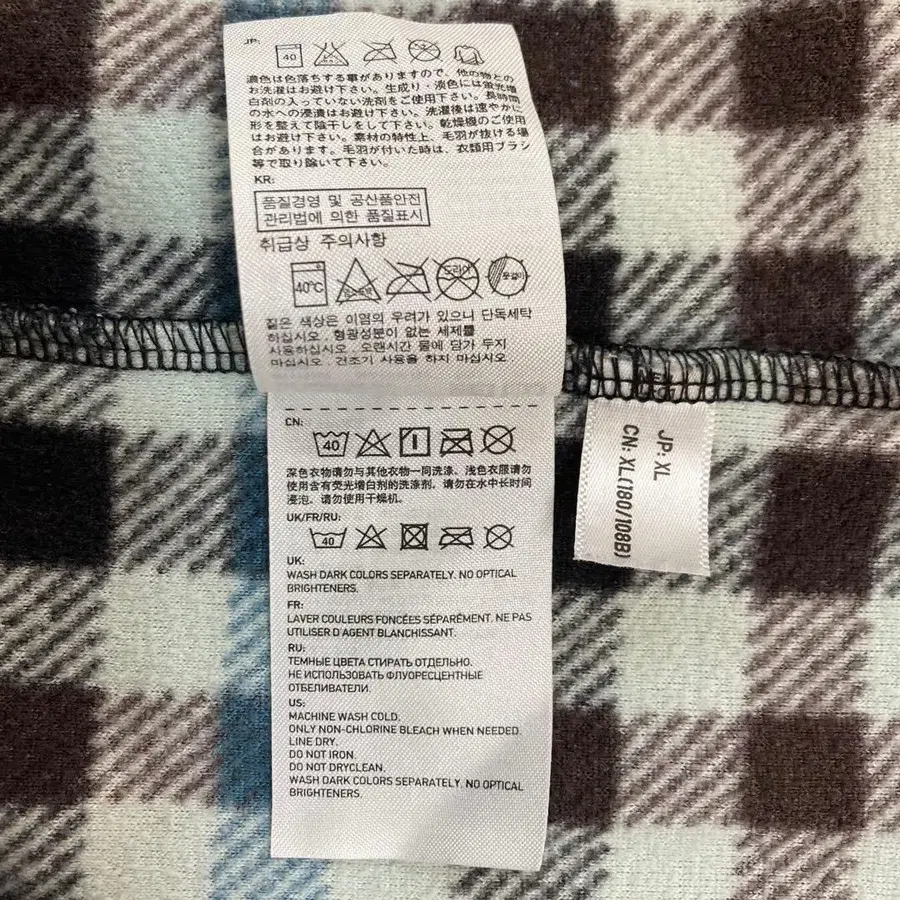 JP:
40
濃色は色落ちする事がありますので、他の物との
お洗濯はお避け下さい。生成り・淡色には蛍光増
白剤の入っていない洗剤をご使用下さい。長時間
の水への浸漬はお避け下さい。洗濯後は速やかに
形を整えて陰干しをして下さい。乾燥機のご使用
はお避け下さい。素材の特性上、毛羽が抜ける場
合があります。毛羽が付いた時は、衣類用ブラシ
等で取り除いて下さい。
KR:
품질경영 및 공산품안전
관리법에 의한 품질표시
취급상 주의사항
40℃
드라이
옷걸이
짙은 색상은 이염의 우려가 있으니 단독세탁
하십시오. 형광성분이 없는 세제를
사용하십시오. 오랜시간 물에 담가 두지
마십시오. 건조기 사용을 하지 마십시오.
CN:
40
深色衣物请勿与其他衣物一同洗涤、浅色衣服请勿
使用含有荧光增白剂的洗涤剂。请勿在水中长时间
浸泡。请勿使用干燥机。
UK/FR/RU:
40
UK:
WASH DARK COLORS SEPARATELY. NO OPTICAL
BRIGHTENERS.
FR:
LAVER COULEURS FONCÉES SÉPARÉMENT. NE PAS
UTILISER D'AGENT BLANCHISSANT.
RU:
ТЕМНЫЕ ЦВЕТА СТИРАТЬ ОТДЕЛЬНО.
НЕ ИСПОЛЬЗОВАТЬ ФЛУОРЕСЦЕНТНЫЕ
ОТБЕЛИВАТЕЛИ.
US:
MACHINE WASH COLD.
ONLY NON-CHLORINE BLEACH WHEN NEEDED.
LINE DRY.
DO NOT IRON.
DO NOT DRYCLEAN.
WASH DARK COLORS SEPARATELY. NO OPTICAL
BRIGHTENERS.
JP: XL
CN: XL(180/108B)